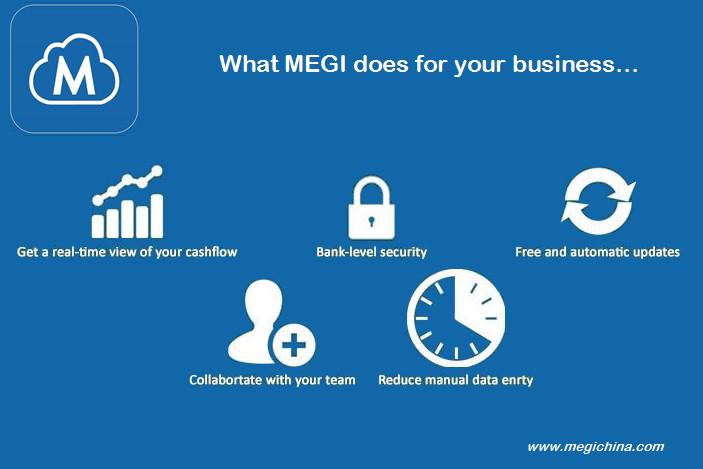 M
What MEGI does for your business...
Get a real-time view of your cashflow
Bank-level security
Free and automatic updates
Collabortate with your team
Reduce manual data enrty
www.megichina.com